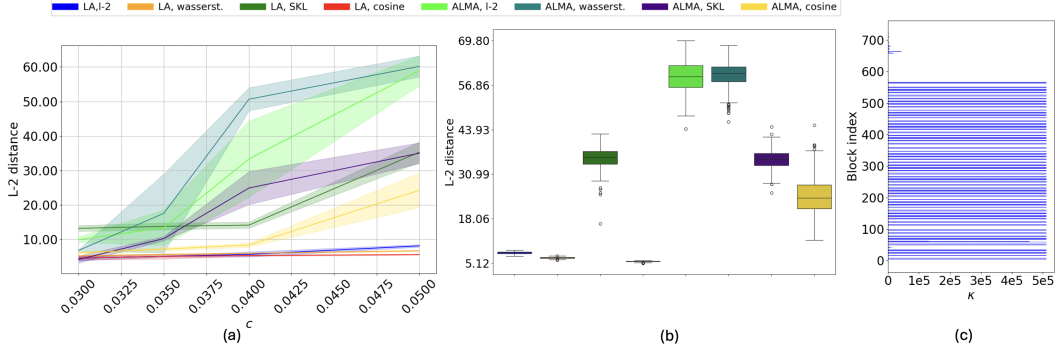 LA,l-2 LA, wasserst. LA, SKL LA, cosine ALMA, l-2 ALMA, wasserst. ALMA, SKL ALMA, cosine
60.00
50.00
40.00
30.00
20.00
10.00
L-2 distance
0.0300 0.0325 0.0350 0.0375 0.0400 0.0425 0.0450 0.0475 0.0500
c
(a)
69.80
56.86
43.93
30.99
18.06
5.12
L-2 distance
(b)
700
600
500
400
300
200
100
0
Block index
0 1e5 2e5 3e5 4e5 5e5
κ
(c)